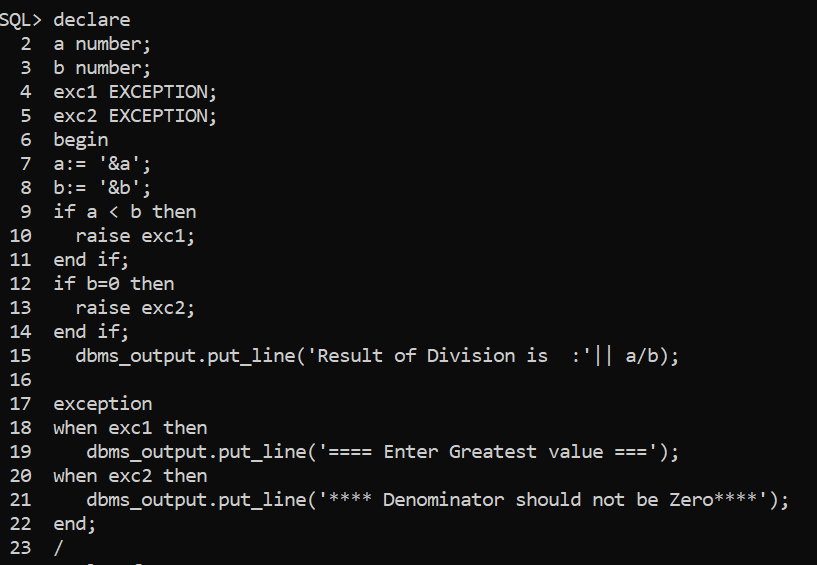 SQL> declare
  2  a number;
  3  b number;
  4  exc1 EXCEPTION;
  5  exc2 EXCEPTION;
  6  begin
  7  a:= '&a';
  8  b:= '&b';
  9  if a < b then
 10    raise exc1;
 11  end if;
 12  if b=0 then
 13    raise exc2;
 14  end if;
 15    dbms_output.put_line('Result of Division is  :'|| a/b);
 16
 17  exception
 18  when exc1 then
 19     dbms_output.put_line('==== Enter Greatest value ===');
 20  when exc2 then
 21     dbms_output.put_line('**** Denominator should not be Zero****');
 22  end;
 23  /